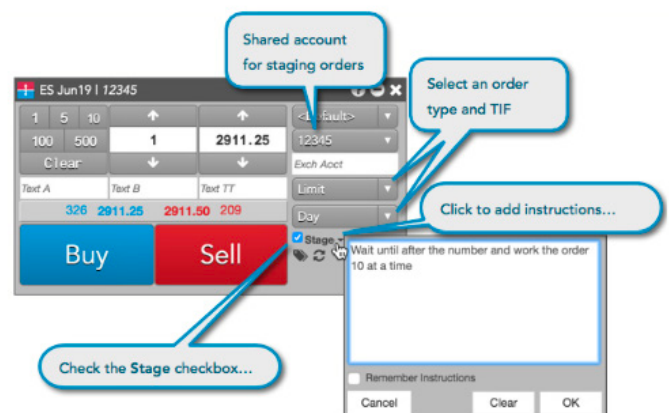 Shared account
for staging orders
ES Jun19 | 12345
Select an order
type and TIF
1 5 10
<Default>
100 500 1 2911.25
12345
Clear
Exch Acct
Text A Text B Text TT
Limit
326 2911.25 2911.50 209
Day
Click to add instructions...
Buy Sell
Stage
Wait until after the number and work the order
10 at a time
Check the Stage checkbox...
Remember Instructions
Cancel Clear OK